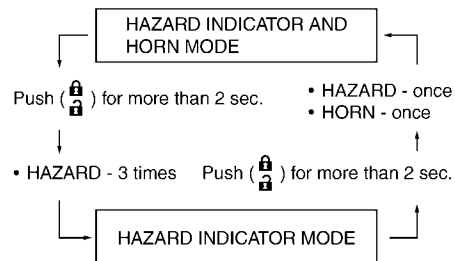 HAZARD INDICATOR AND
HORN MODE
Push ( ) for more than 2 sec.
• HAZARD - once
• HORN - once
• HAZARD - 3 times
Push ( ) for more than 2 sec.
HAZARD INDICATOR MODE